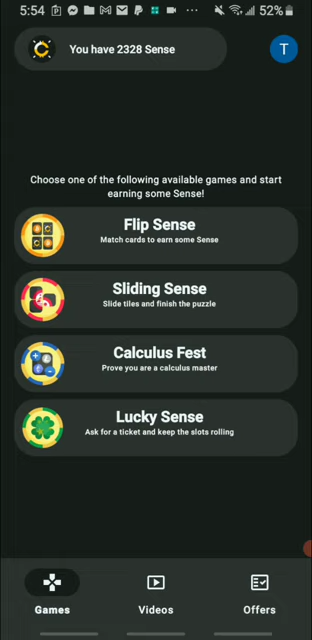 5:54
52%
You have 2328 Sense
T
Choose one of the following available games and start
earning some Sense!
Flip Sense
Match cards to earn some Sense
Sliding Sense
Slide tiles and finish the puzzle
Calculus Fest
Prove you are a calculus master
Lucky Sense
Ask for a ticket and keep the slots rolling
Games
Videos
Offers